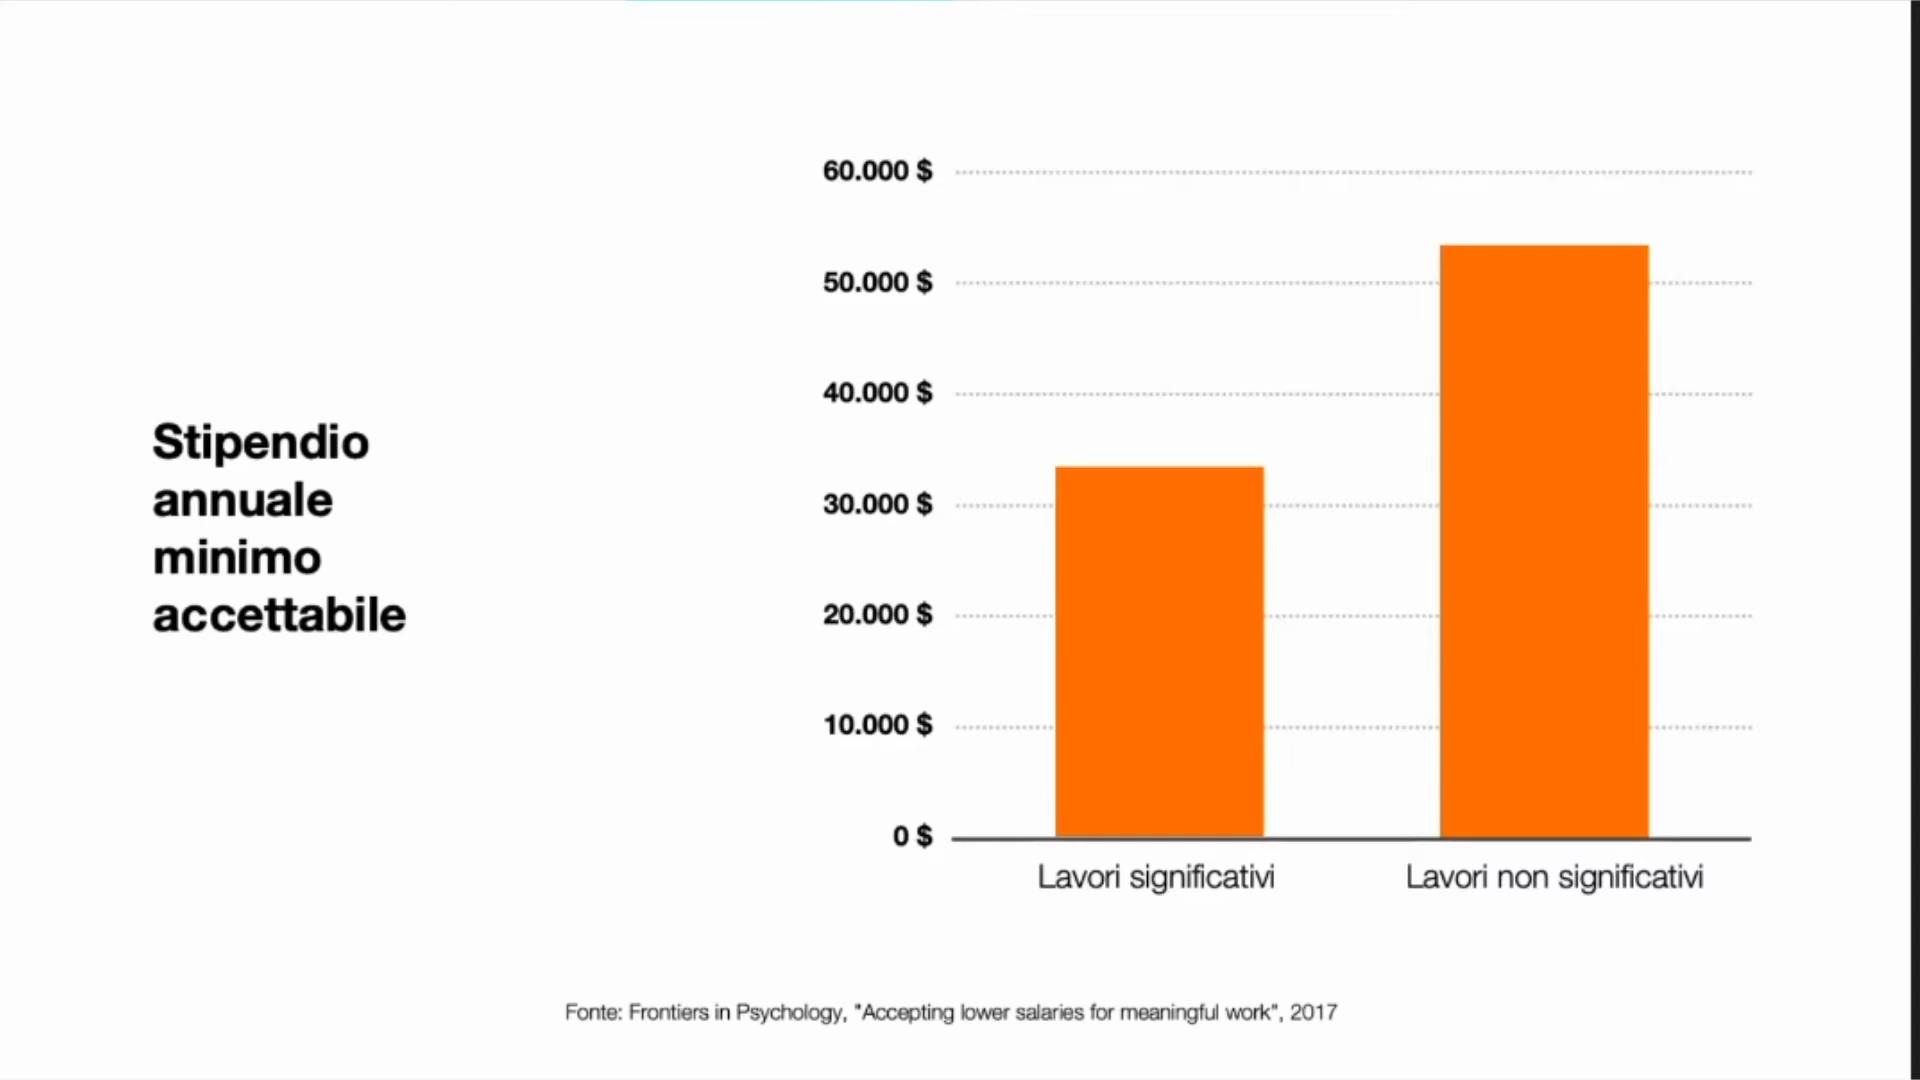 Stipendio
annuale
minimo
accettabile
60.000 $
50.000 $
40.000 $
30.000 $
20.000 $
10.000 $
0 $
Lavori significativi
Lavori non significativi
Fonte: Frontiers in Psychology, "Accepting lower salaries for meaningful work", 2017